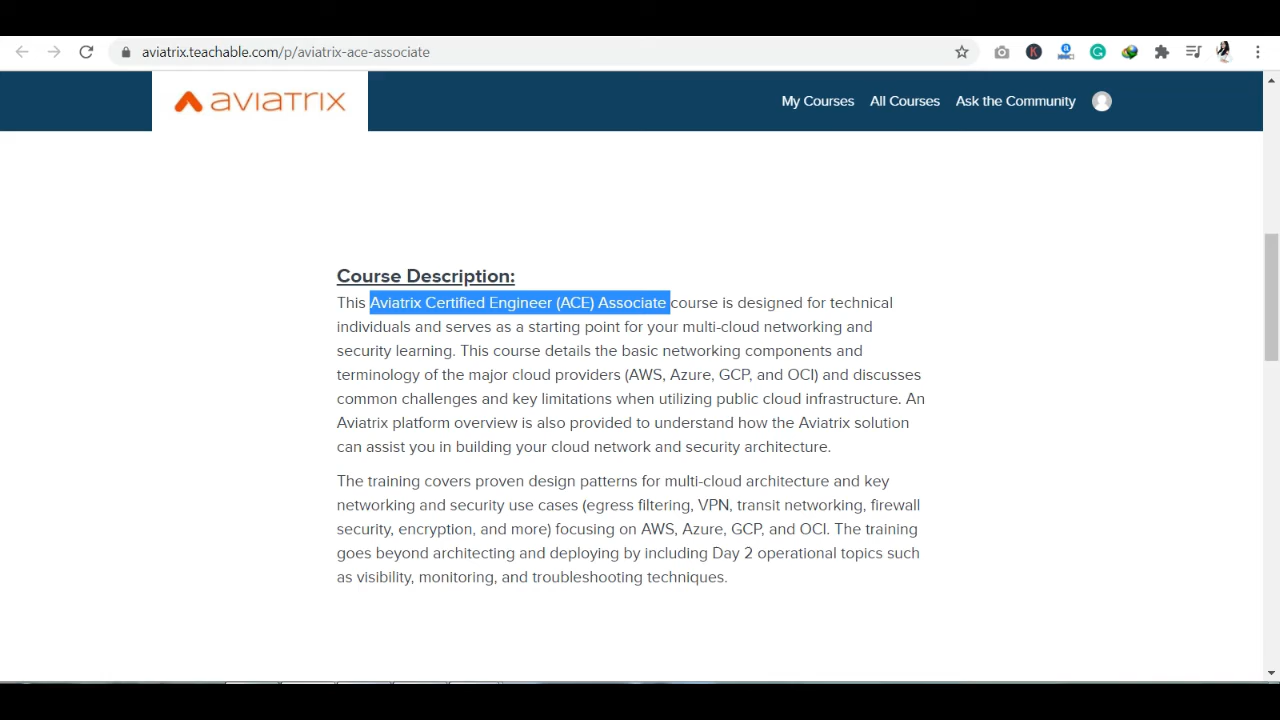 aviatrix.teachable.com/p/aviatrix-ace-associate
aviatrix
My Courses All Courses Ask the Community
Course Description:
This Aviatrix Certified Engineer (ACE) Associate course is designed for technical
individuals and serves as a starting point for your multi-cloud networking and
security learning. This course details the basic networking components and
terminology of the major cloud providers (AWS, Azure, GCP, and OCI) and discusses
common challenges and key limitations when utilizing public cloud infrastructure. An
Aviatrix platform overview is also provided to understand how the Aviatrix solution
can assist you in building your cloud network and security architecture.
The training covers proven design patterns for multi-cloud architecture and key
networking and security use cases (egress filtering, VPN, transit networking, firewall
security, encryption, and more) focusing on AWS, Azure, GCP, and OCI. The training
goes beyond architecting and deploying by including Day 2 operational topics such
as visibility, monitoring, and troubleshooting techniques.